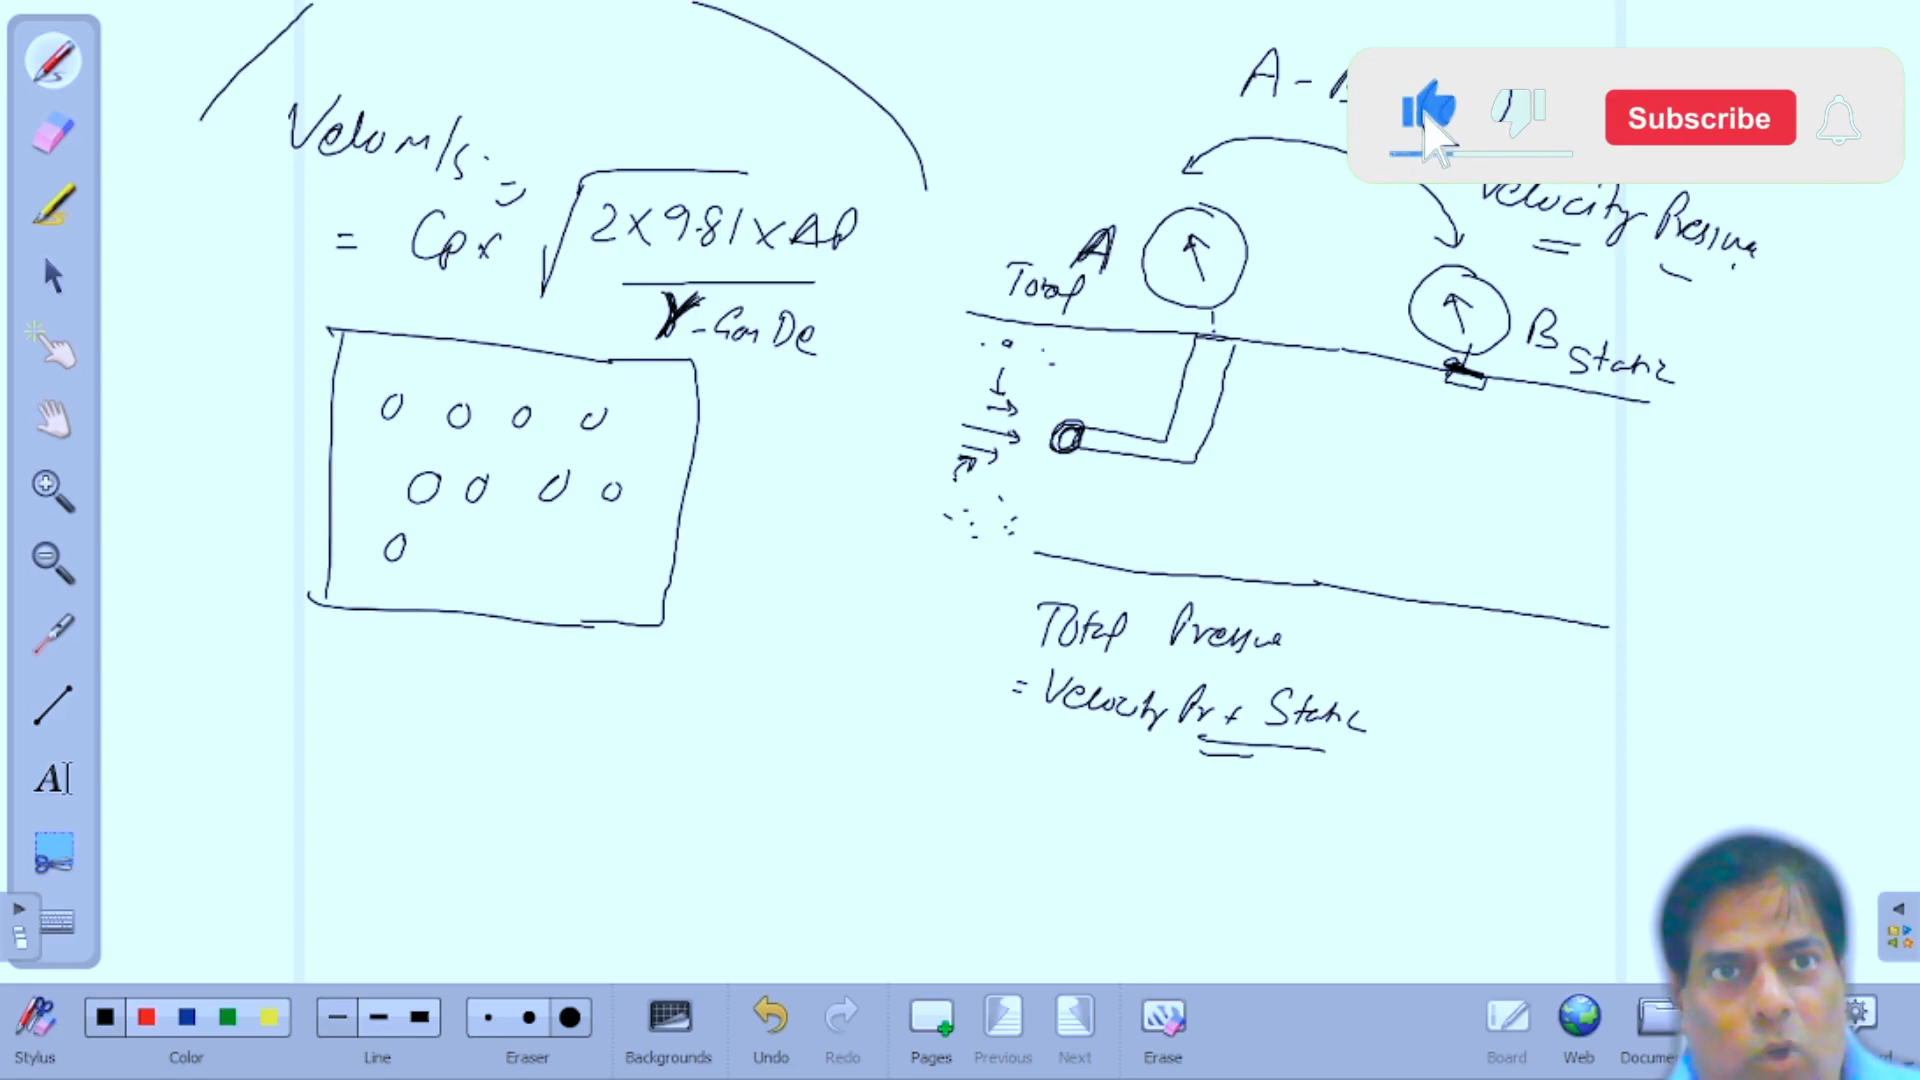 Velo m/s. =
= Cp x √ 2 x 9.81 x ΔP
γ - Gas De
A -
Subscribe
Velocity Pressure
A
Total
B
Static
Total Pressure
= Velocity Pr + Static
A
Stylus Color Line Eraser Backgrounds Undo Redo Pages Previous Next Erase Board Web Docume